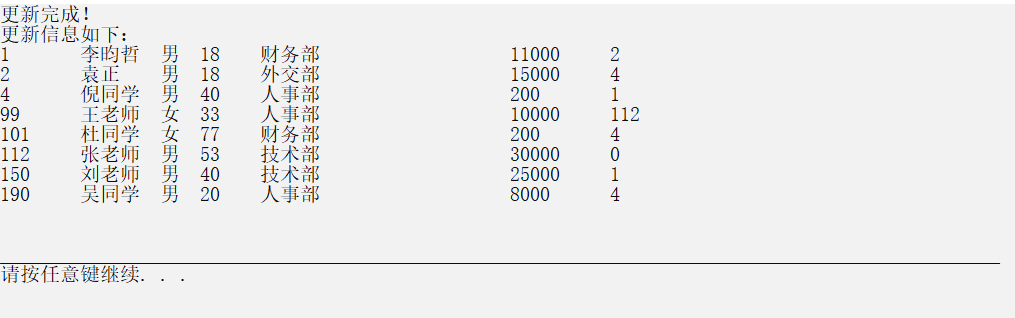 更新完成!
更新信息如下:
1 李昀哲 男 18 财务部 11000 2
2 袁正 男 18 外交部 15000 4
4 倪同学 男 40 人事部 200 1
99 王老师 女 33 人事部 10000 112
101 杜同学 女 77 财务部 200 4
112 张老师 男 53 技术部 30000 0
150 刘老师 男 40 技术部 25000 1
190 吴同学 男 20 人事部 8000 4
请按任意键继续. . .